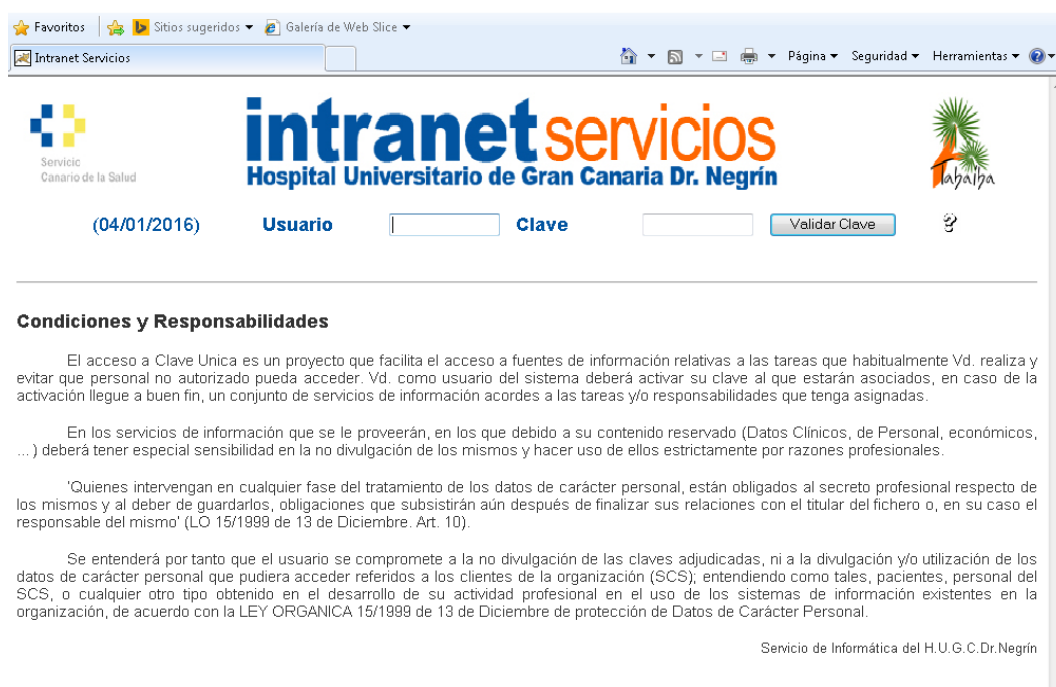 Favoritos Sitios sugeridos Galería de Web Slice
Intranet Servicios Página Seguridad Herramientas
Servicio
Canario de la Salud
intranet servicios
Hospital Universitario de Gran Canaria Dr. Negrín
Tabaiba
(04/01/2016) Usuario Clave Validar Clave ?
Condiciones y Responsabilidades
El acceso a Clave Unica es un proyecto que facilita el acceso a fuentes de información relativas a las tareas que habitualmente Vd. realiza y
evitar que personal no autorizado pueda acceder. Vd. como usuario del sistema deberá activar su clave al que estarán asociados, en caso de la
activación llegue a buen fin, un conjunto de servicios de información acordes a las tareas y/o responsabilidades que tenga asignadas.
En los servicios de información que se le proveerán, en los que debido a su contenido reservado (Datos Clínicos, de Personal, económicos,
...) deberá tener especial sensibilidad en la no divulgación de los mismos y hacer uso de ellos estrictamente por razones profesionales.
'Quienes intervengan en cualquier fase del tratamiento de los datos de carácter personal, están obligados al secreto profesional respecto de
los mismos y al deber de guardarlos, obligaciones que subsistirán aún después de finalizar sus relaciones con el titular del fichero o, en su caso el
responsable del mismo' (LO 15/1999 de 13 de Diciembre. Art. 10).
Se entenderá por tanto que el usuario se compromete a la no divulgación de las claves adjudicadas, ni a la divulgación y/o utilización de los
datos de carácter personal que pudiera acceder referidos a los clientes de la organización (SCS); entendiendo como tales, pacientes, personal del
SCS, o cualquier otro tipo obtenido en el desarrollo de su actividad profesional en el uso de los sistemas de información existentes en la
organización, de acuerdo con la LEY ORGANICA 15/1999 de 13 de Diciembre de protección de Datos de Carácter Personal.
Servicio de Informática del H.U.G.C.Dr.Negrín